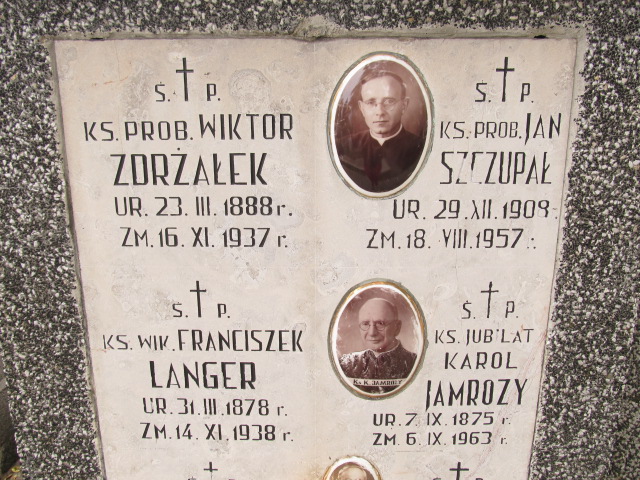 Ś. † P.
KS. PROB. WIKTOR
ZDRŻAŁEK
UR. 23. III. 1888 r.
ZM. 16. XI. 1937 r.
Ś. † P.
KS. PROB. JAN
SZCZUPAŁ
UR. 29. XII. 1909.
ZM. 18. VIII. 1957 r.
Ś. † P.
KS. WIK. FRANCISZEK
LANGER
UR. 31. III. 1878 r.
ZM. 14. XI. 1938 r.
KS. K. JAMROZY
Ś. † P.
KS. JUB'LAT
KAROL
JAMROZY
UR. 7. IX. 1875 r.
ZM. 6. IX. 1963 r.